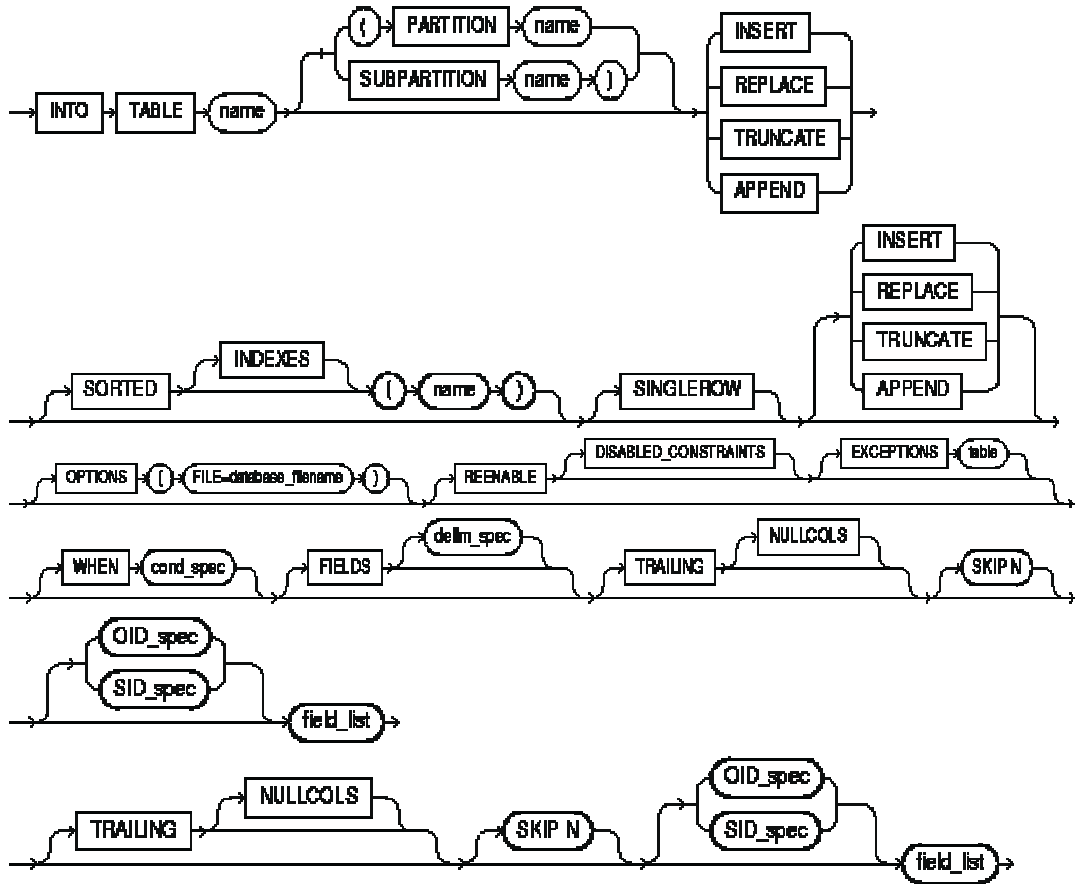 ( PARTITION name
SUBPARTITION name )
INTO TABLE name
INSERT
REPLACE
TRUNCATE
APPEND
SORTED INDEXES ( name )
SINGLEROW
INSERT
REPLACE
TRUNCATE
APPEND
OPTIONS ( FILE=database_filename )
REENABLE DISABLED_CONSTRAINTS EXCEPTIONS table
WHEN cond_spec FIELDS delim_spec TRAILING NULLCOLS SKIP N
OID_spec
SID_spec
field_list
TRAILING NULLCOLS SKIP N
OID_spec
SID_spec
field_list